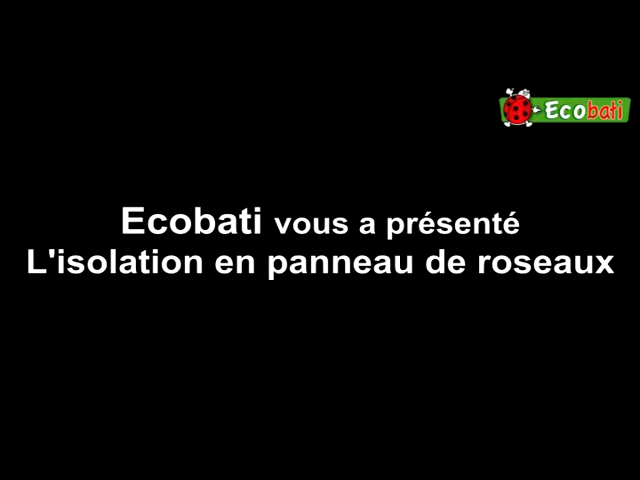 Ecobati
Ecobati vous a présenté
L'isolation en panneau de roseaux